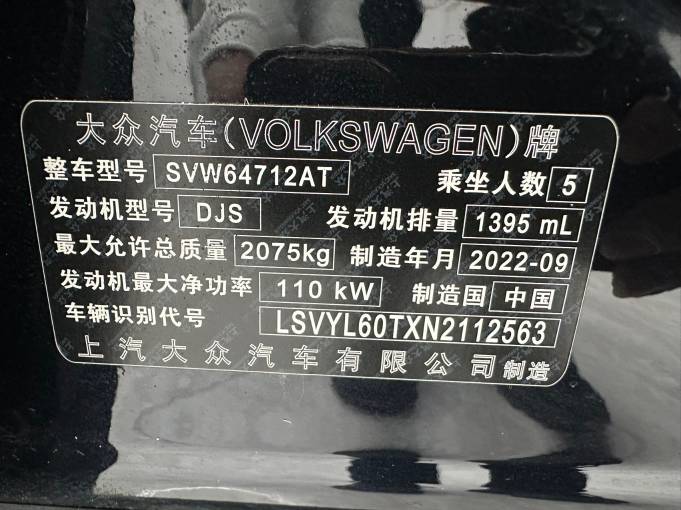 大众汽车(VOLKSWAGEN)牌
整车型号 SVW64712AT 乘坐人数 5
发动机型号 DJS 发动机排量 1395 mL
最大允许总质量 2075kg 制造年月 2022-09
发动机最大净功率 110 kW 制造国 中国
车辆识别代号 LSVYL60TXN2112563
上汽大众汽车有限公司制造